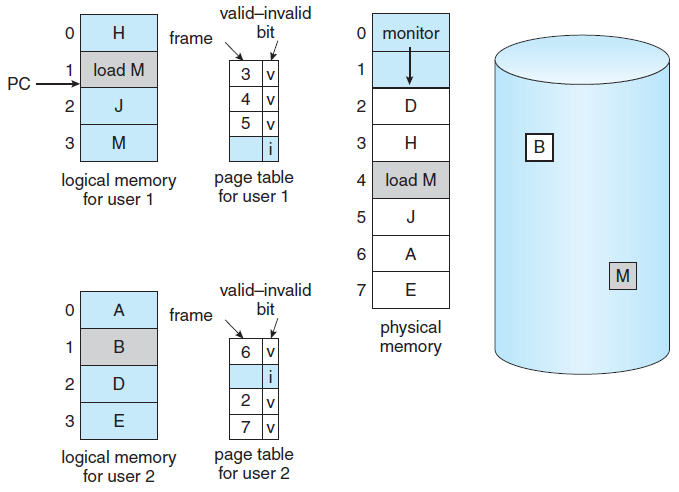 valid–invalid
bit
frame
0 H
1 load M
PC
2 J
3 M
3 v
4 v
5 v
i
logical memory
for user 1
page table
for user 1
0 monitor
1
2 D
3 H
4 load M
5 J
6 A
7 E
physical
memory
B
M
valid–invalid
bit
frame
0 A
1 B
2 D
3 E
6 v
i
2 v
7 v
logical memory
for user 2
page table
for user 2